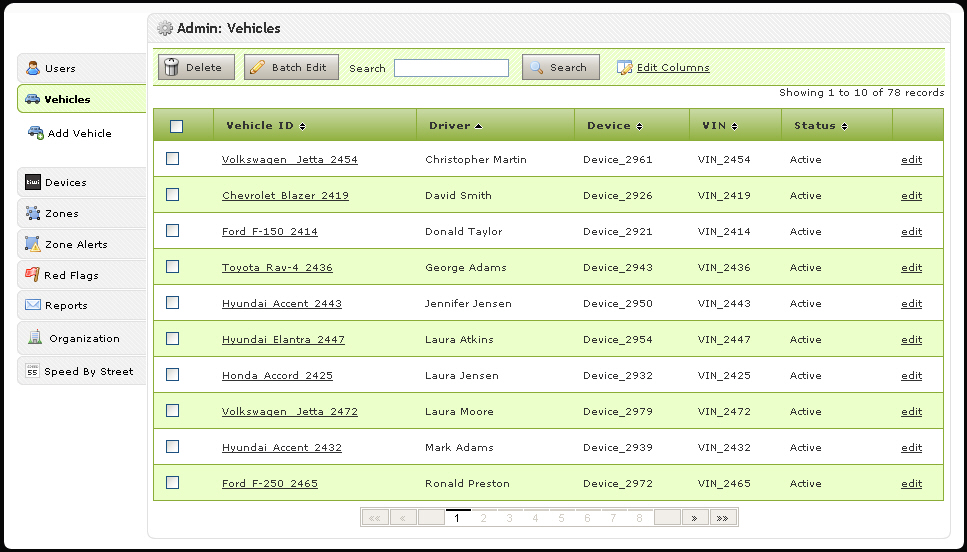 Admin: Vehicles
Users
Vehicles
Add Vehicle
tiwi Devices
Zones
Zone Alerts
Red Flags
Reports
Organization
55 Speed By Street
Delete Batch Edit Search Search Edit Columns
Showing 1 to 10 of 78 records
Vehicle ID Driver Device VIN Status
Volkswagen Jetta 2454 Christopher Martin Device_2961 VIN_2454 Active edit
Chevrolet Blazer 2419 David Smith Device_2926 VIN_2419 Active edit
Ford F-150 2414 Donald Taylor Device_2921 VIN_2414 Active edit
Toyota Rav-4 2436 George Adams Device_2943 VIN_2436 Active edit
Hyundai Accent 2443 Jennifer Jensen Device_2950 VIN_2443 Active edit
Hyundai Elantra 2447 Laura Atkins Device_2954 VIN_2447 Active edit
Honda Accord 2425 Laura Jensen Device_2932 VIN_2425 Active edit
Volkswagen Jetta 2472 Laura Moore Device_2979 VIN_2472 Active edit
Hyundai Accent 2432 Mark Adams Device_2939 VIN_2432 Active edit
Ford F-250 2465 Ronald Preston Device_2972 VIN_2465 Active edit
«« « 1 2 3 4 5 6 7 8 » »»